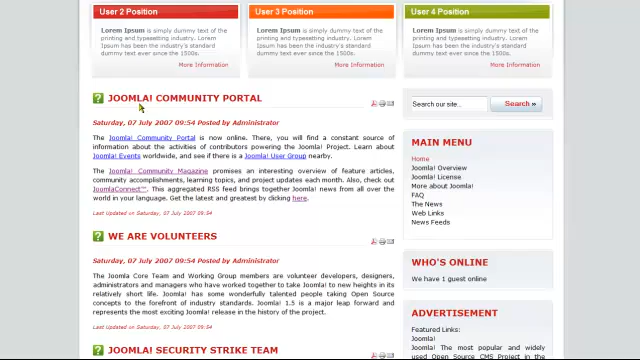 User 2 Position
Lorem Ipsum is simply dummy text of the
printing and typesetting industry. Lorem
Ipsum has been the industry's standard
dummy text ever since the 1500s.
More Information
User 3 Position
Lorem Ipsum is simply dummy text of the
printing and typesetting industry. Lorem
Ipsum has been the industry's standard
dummy text ever since the 1500s.
More Information
User 4 Position
Lorem Ipsum is simply dummy text of the
printing and typesetting industry. Lorem
Ipsum has been the industry's standard
dummy text ever since the 1500s.
More Information
JOOMLA! COMMUNITY PORTAL
Saturday, 07 July 2007 09:54 Posted by Administrator
The Joomla! Community Portal is now online. There, you will find a constant source of
information about the activities of contributors powering the Joomla! Project. Learn about
Joomla! Events worldwide, and see if there is a Joomla! User Group nearby.
The Joomla! Community Magazine promises an interesting overview of feature articles,
community accomplishments, learning topics, and project updates each month. Also, check out
JoomlaConnect™. This aggregated RSS feed brings together Joomla! news from all over the
world in your language. Get the latest and greatest by clicking here.
Last Updated on Saturday, 07 July 2007 09:54
WE ARE VOLUNTEERS
Saturday, 07 July 2007 09:54 Posted by Administrator
The Joomla Core Team and Working Group members are volunteer developers, designers,
administrators and managers who have worked together to take Joomla! to new heights in its
relatively short life. Joomla! has some wonderfully talented people taking Open Source
concepts to the forefront of industry standards. Joomla! 1.5 is a major leap forward and
represents the most exciting Joomla! release in the history of the project.
Last Updated on Saturday, 07 July 2007 09:54
JOOMLA! SECURITY STRIKE TEAM
Search our site...
Search »
MAIN MENU
Home
Joomla! Overview
Joomla! License
More about Joomla!
FAQ
The News
Web Links
News Feeds
WHO'S ONLINE
We have 1 guest online
ADVERTISEMENT
Featured Links:
Joomla!
Joomla! The most popular and widely
used Open Source CMS Project in the